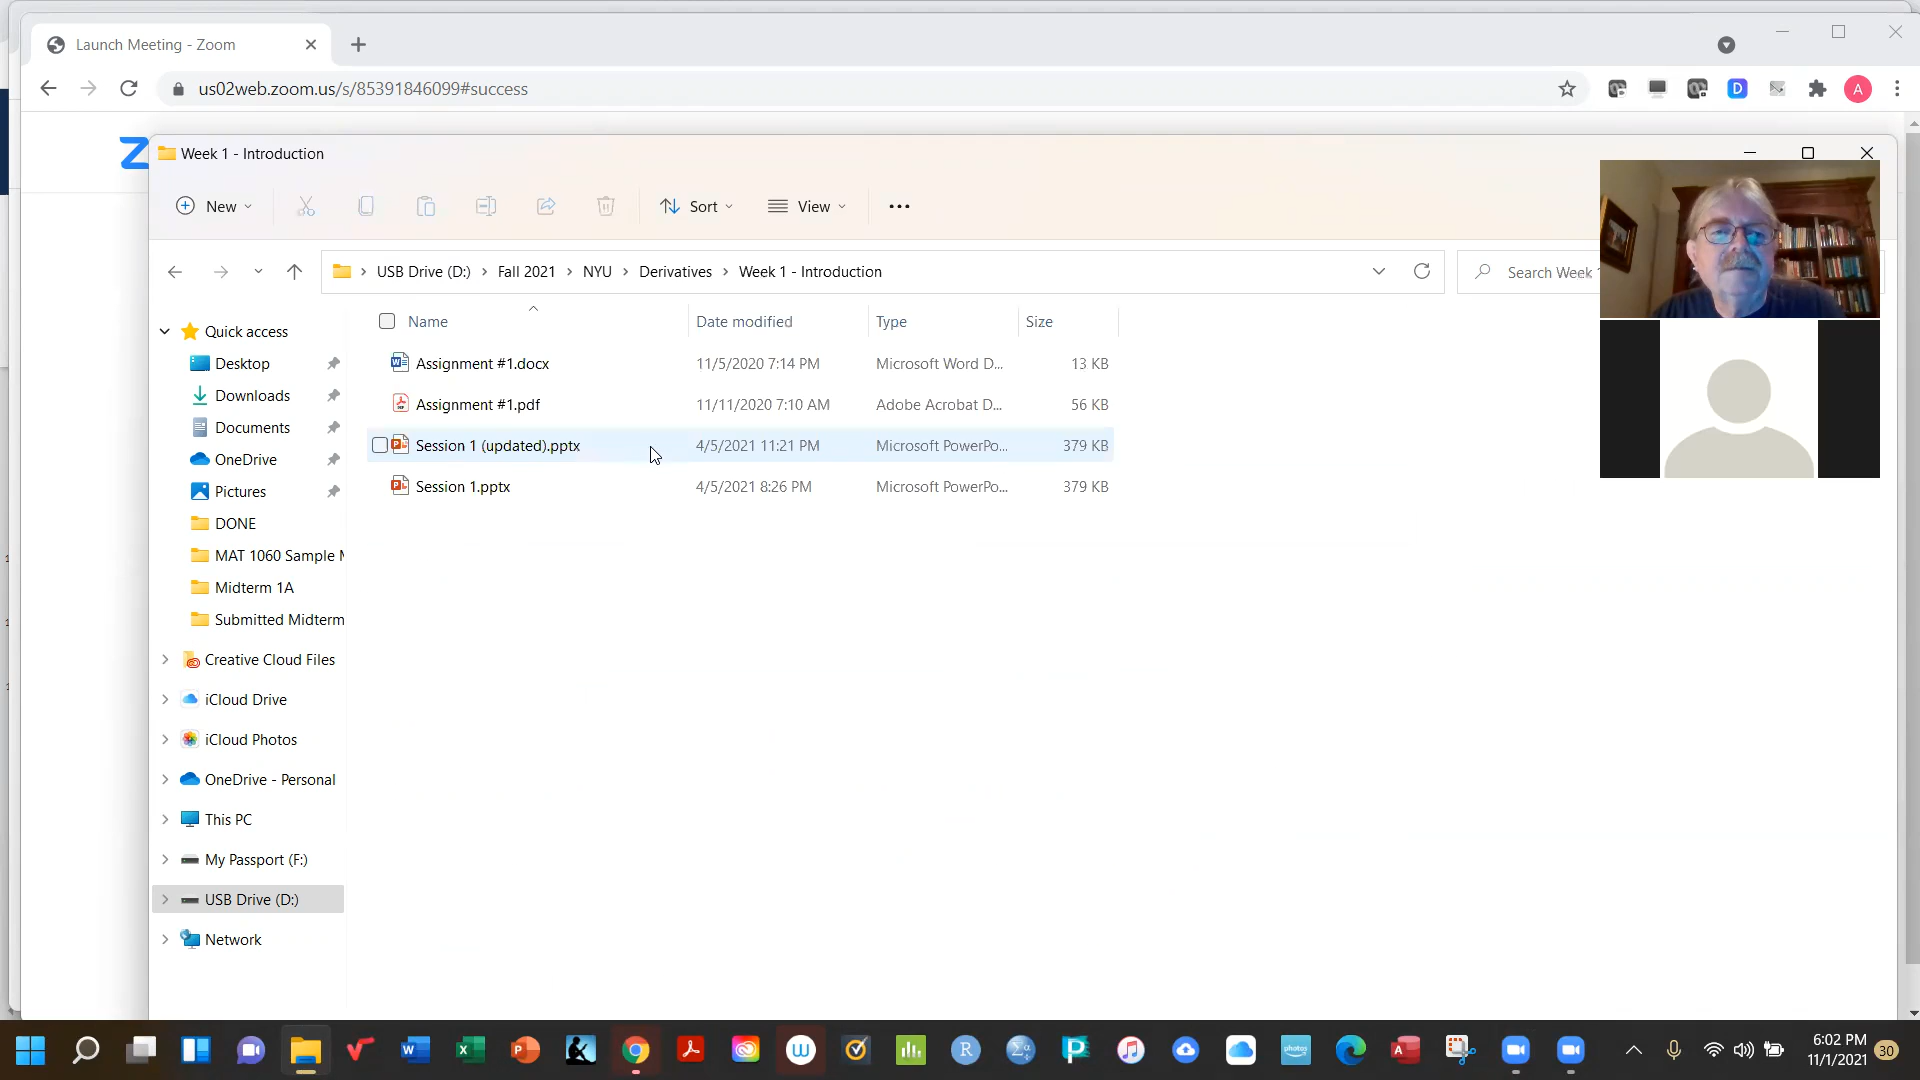 Launch Meeting - Zoom
us02web.zoom.us/s/85391846099#success
D
A
Z
Week 1 - Introduction
New
Sort
View
USB Drive (D:) > Fall 2021 > NYU > Derivatives > Week 1 - Introduction
Search Week
Name
Date modified
Type
Size
Assignment #1.docx 11/5/2020 7:14 PM Microsoft Word D... 13 KB
Assignment #1.pdf 11/11/2020 7:10 AM Adobe Acrobat D... 56 KB
Session 1 (updated).pptx 4/5/2021 11:21 PM Microsoft PowerPo... 379 KB
Session 1.pptx 4/5/2021 8:26 PM Microsoft PowerPo... 379 KB
Quick access
Desktop
Downloads
Documents
OneDrive
Pictures
DONE
MAT 1060 Sample
Midterm 1A
Submitted Midterm
Creative Cloud Files
iCloud Drive
iCloud Photos
OneDrive - Personal
This PC
My Passport (F:)
USB Drive (D:)
Network
6:02 PM
11/1/2021
30